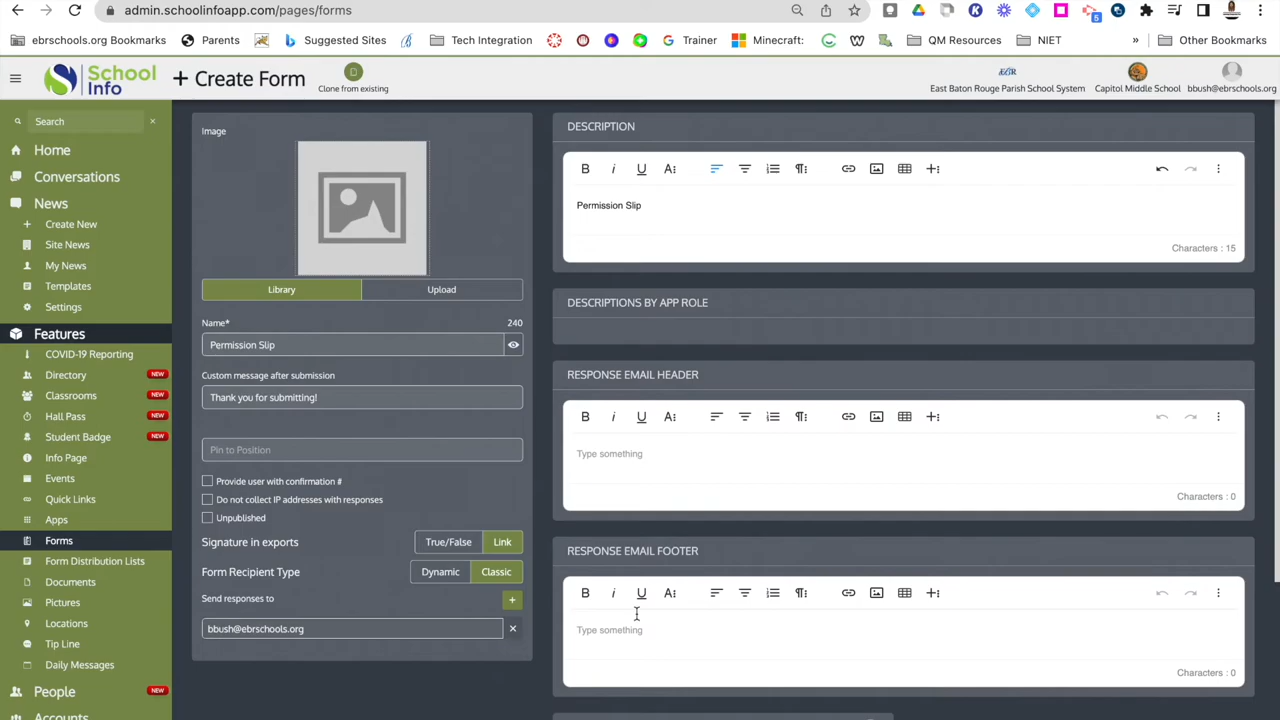 admin.schoolinfoapp.com/pages/forms
5
ebrschools.org Bookmarks
Parents
Suggested Sites
Tech Integration
Trainer
Minecraft:
QM Resources
NIET
»
Other Bookmarks
School Info
+ Create Form
Clone from existing
EGR
East Baton Rouge Parish School System
Capitol Middle School
bbush@ebrschools.org
Search
Home
Conversations
News
Create New
Site News
My News
Templates
Settings
Features
COVID-19 Reporting
Directory NEW
Classrooms NEW
Hall Pass NEW
Student Badge NEW
Info Page
Events
Quick Links
Apps
Forms
Form Distribution Lists
Documents
Pictures
Locations
Tip Line
Daily Messages
People NEW
Accounts
Image
Library
Upload
Name* 240
Permission Slip
Custom message after submission
Thank you for submitting!
Pin to Position
Provide user with confirmation #
Do not collect IP addresses with responses
Unpublished
Signature in exports True/False Link
Form Recipient Type Dynamic Classic
Send responses to +
bbush@ebrschools.org
DESCRIPTION
B i U A
Permission Slip
Characters : 15
DESCRIPTIONS BY APP ROLE
RESPONSE EMAIL HEADER
B i U A
Type something
Characters : 0
RESPONSE EMAIL FOOTER
B i U A
Type something
Characters : 0